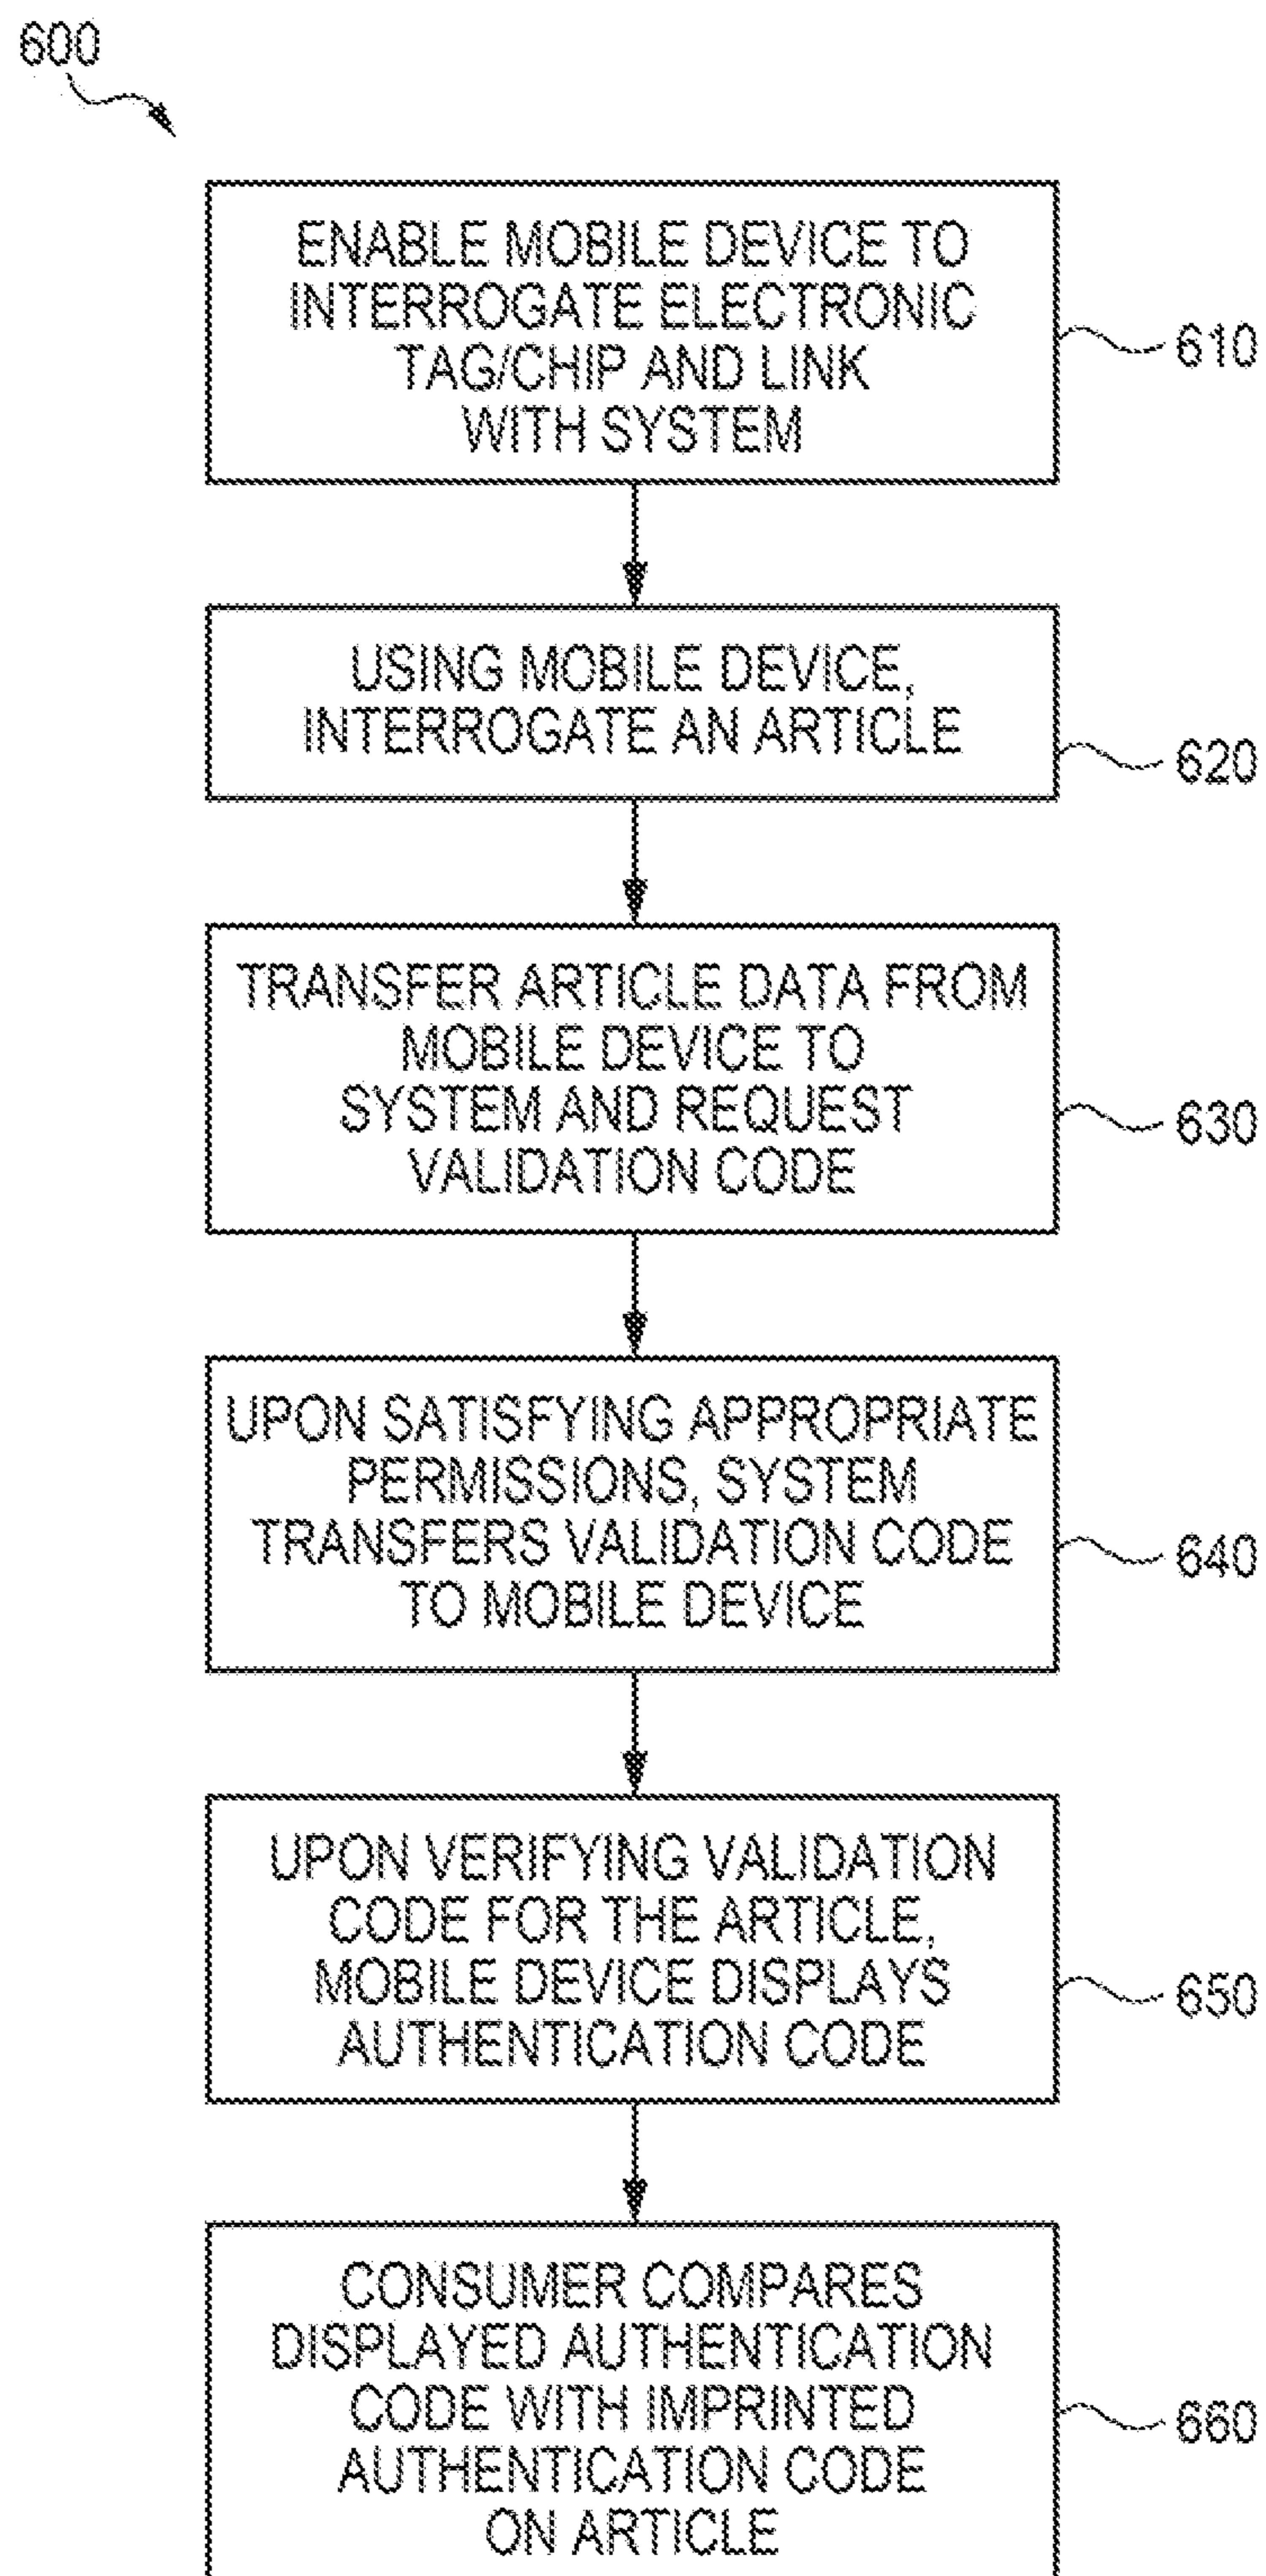 600
ENABLE MOBILE DEVICE TO
INTERROGATE ELECTRONIC
TAG/CHIP AND LINK
WITH SYSTEM
610
USING MOBILE DEVICE,
INTERROGATE AN ARTICLE
620
TRANSFER ARTICLE DATA FROM
MOBILE DEVICE TO
SYSTEM AND REQUEST
VALIDATION CODE
630
UPON SATISFYING APPROPRIATE
PERMISSIONS, SYSTEM
TRANSFERS VALIDATION CODE
TO MOBILE DEVICE
640
UPON VERIFYING VALIDATION
CODE FOR THE ARTICLE,
MOBILE DEVICE DISPLAYS
AUTHENTICATION CODE
650
CONSUMER COMPARES
DISPLAYED AUTHENTICATION
CODE WITH IMPRINTED
AUTHENTICATION CODE
ON ARTICLE
660